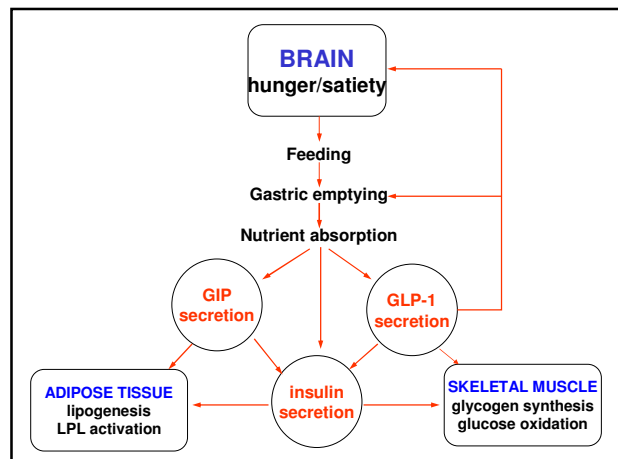 BRAIN
hunger/satiety
Feeding
Gastric emptying
Nutrient absorption
GIP
secretion
GLP-1
secretion
ADIPOSE TISSUE
lipogenesis
LPL activation
insulin
secretion
SKELETAL MUSCLE
glycogen synthesis
glucose oxidation